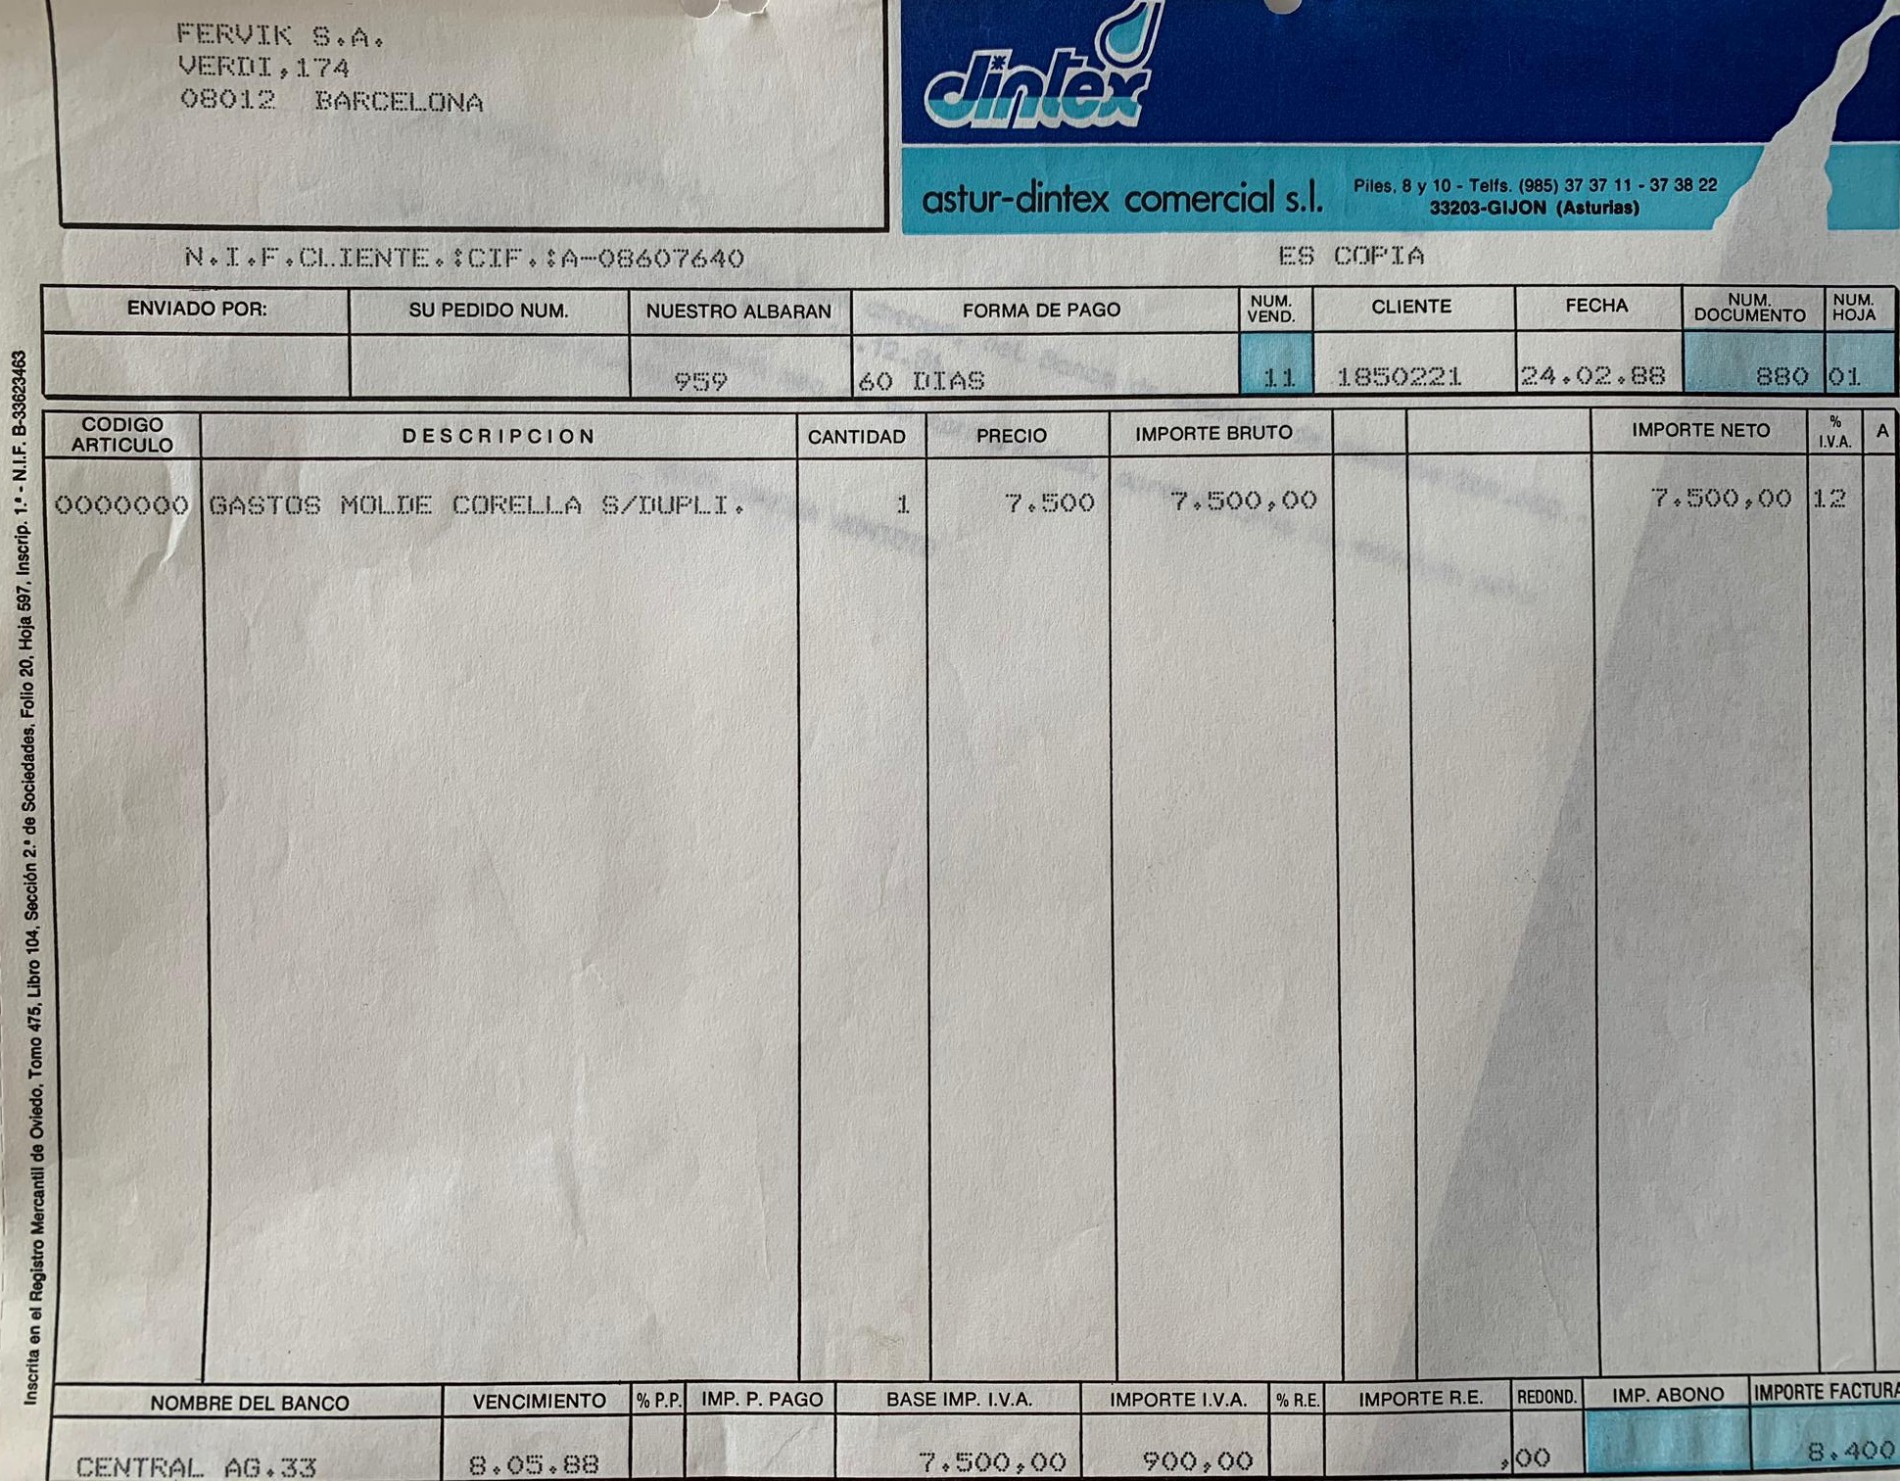 FERVIK S.A.
VERDI,174
08012 BARCELONA
dintex
astur-dintex comercial s.l.
Piles, 8 y 10 - Telfs. (985) 37 37 11 - 37 38 22
33203-GIJON (Asturias)
N.I.F.CLIENTE.:CIF.:A-08607640
ES COPIA
ENVIADO POR: SU PEDIDO NUM. NUESTRO ALBARAN FORMA DE PAGO NUM. VEND. CLIENTE FECHA NUM. DOCUMENTO NUM. HOJA
959 60 DIAS 11 1850221 24.02.88 880 01
CODIGO ARTICULO DESCRIPCION CANTIDAD PRECIO IMPORTE BRUTO IMPORTE NETO % I.V.A. A
0000000 GASTOS MOLDE CORELLA S/DUPLI. 1 7.500 7.500,00 7.500,00 12
NOMBRE DEL BANCO VENCIMIENTO % P.P. IMP. P. PAGO BASE IMP. I.V.A. IMPORTE I.V.A. % R.E. IMPORTE R.E. REDOND. IMP. ABONO IMPORTE FACTURA
CENTRAL AG.33 8.05.88 7.500,00 900,00 ,00 8.400
Inscrita en el Registro Mercantil de Oviedo, Tomo 475, Libro 104, Sección 2.ª de Sociedades, Folio 20, Hoja 597, Inscrip. 1.ª - N.I.F. B-33623463